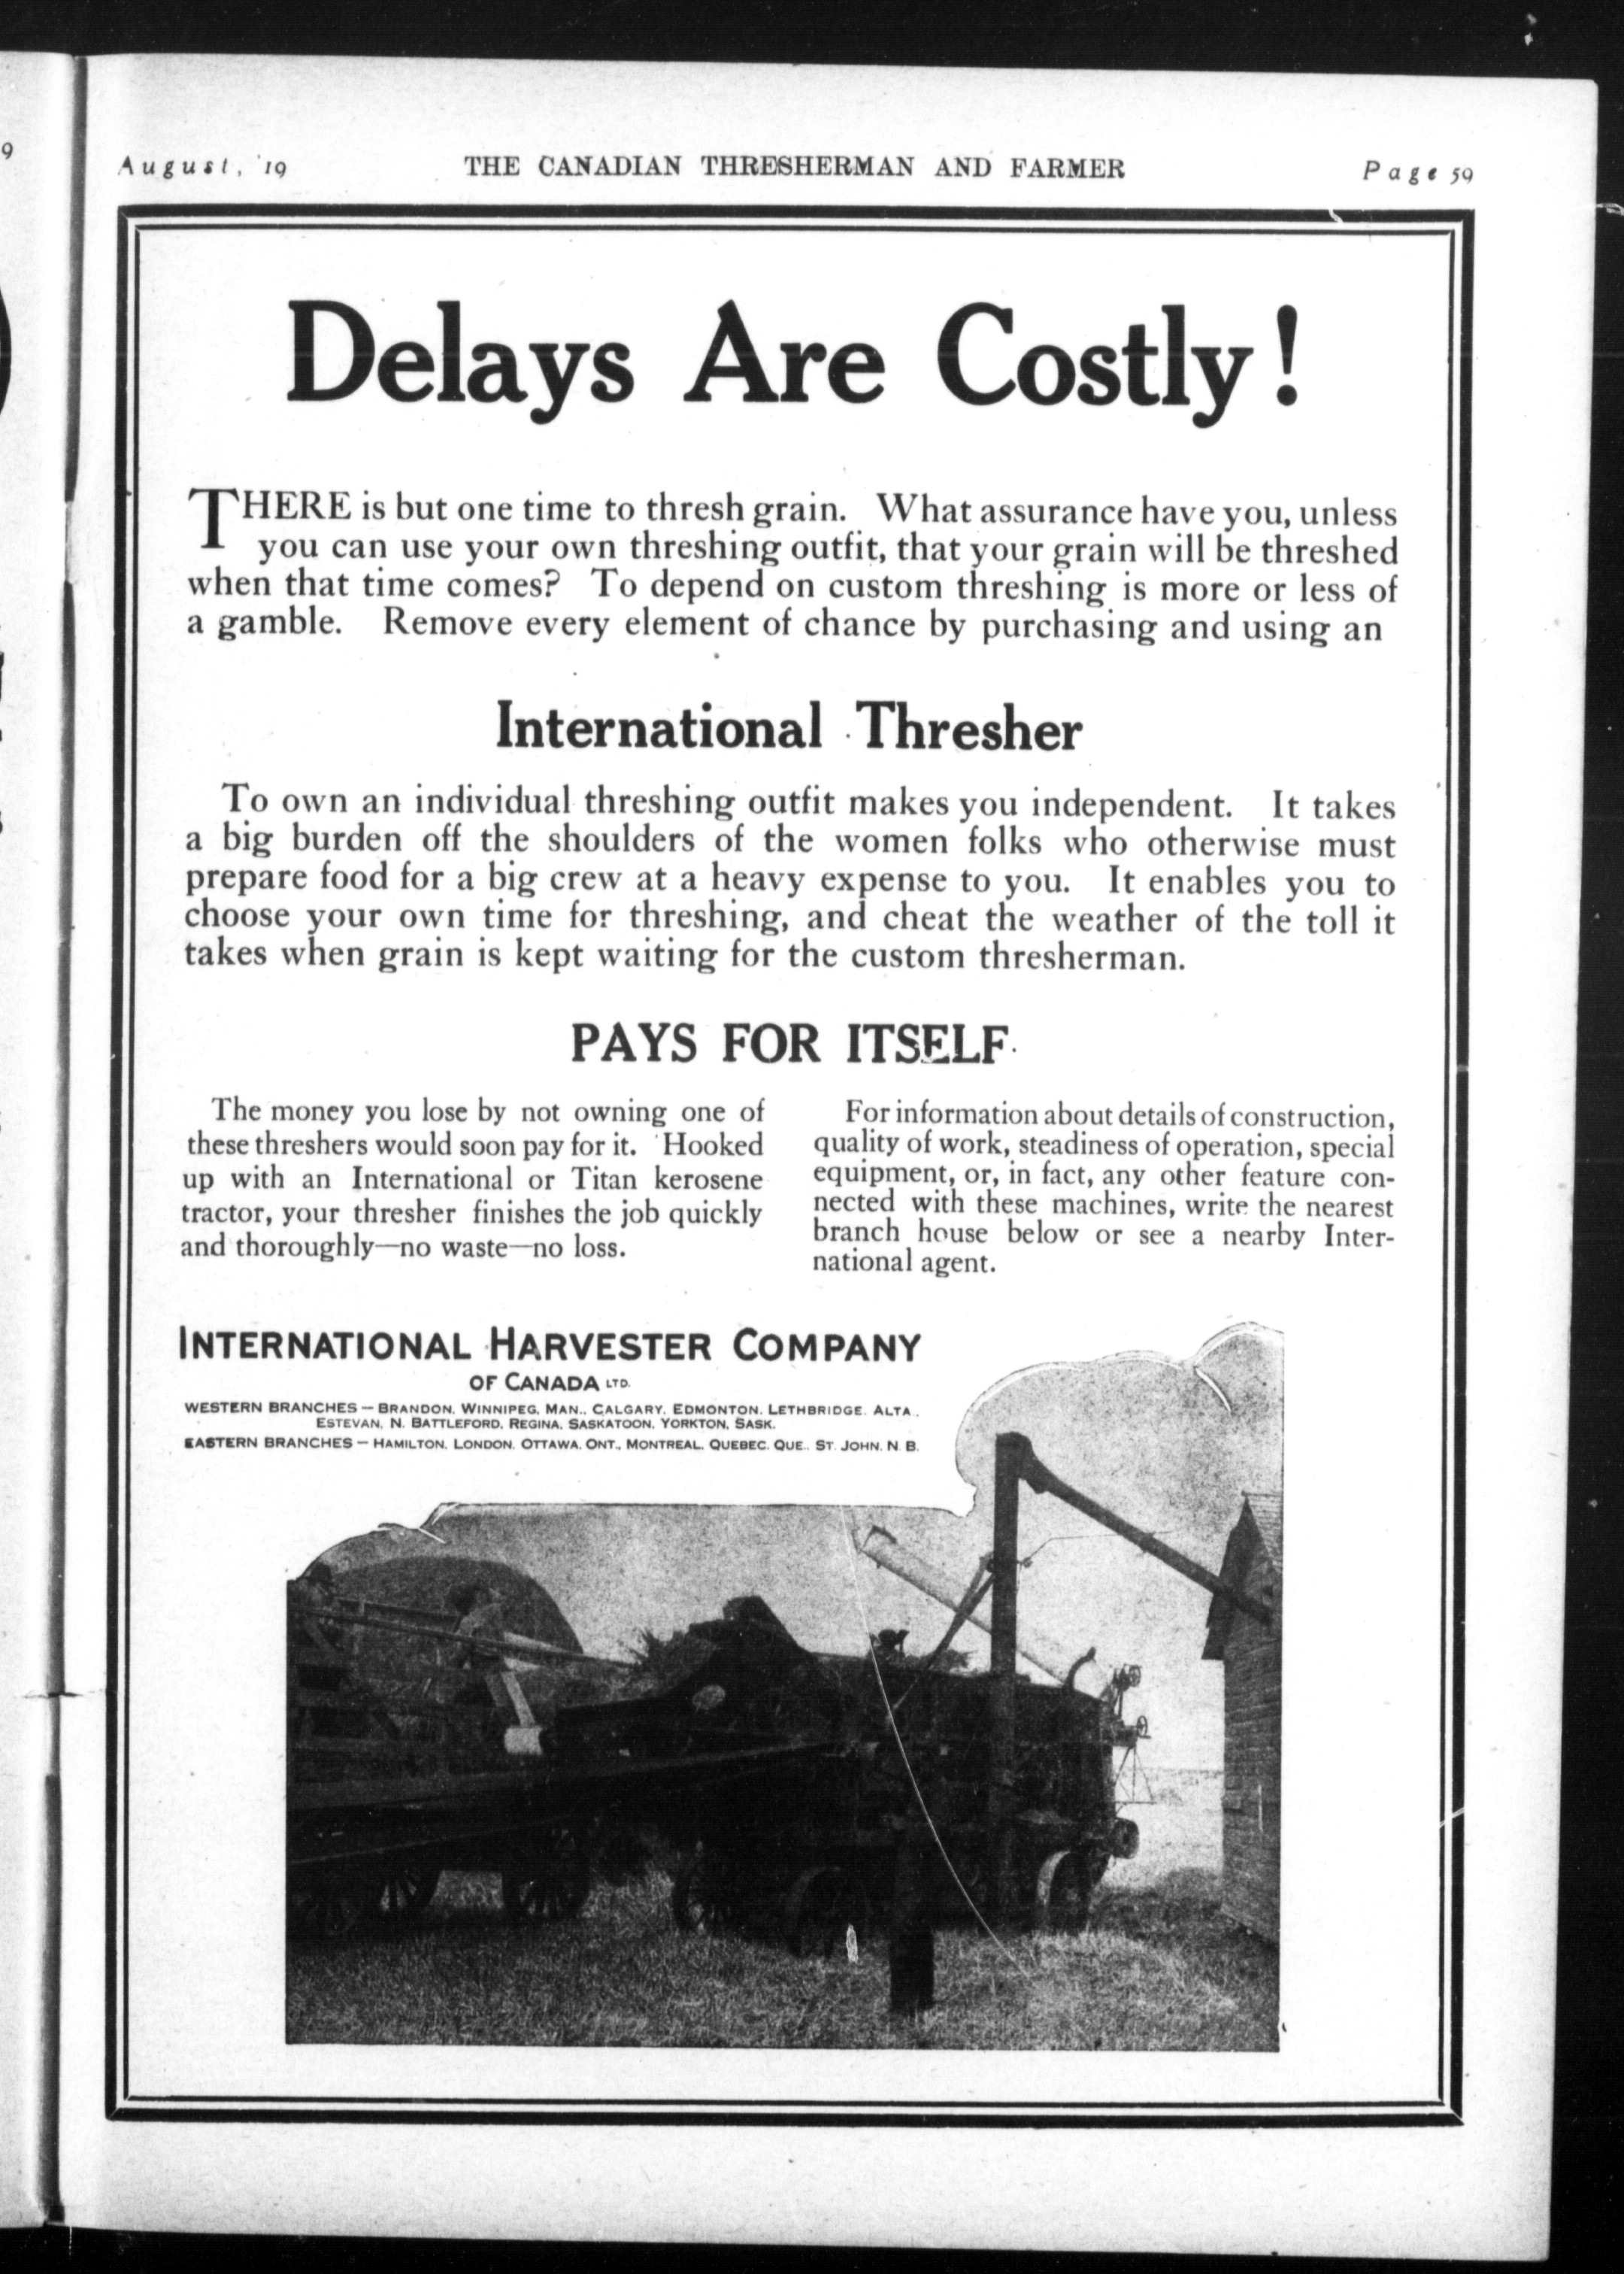 9
August, '19 THE CANADIAN THRESHERMAN AND FARMER Page 59
Delays Are Costly!
THERE is but one time to thresh grain. What assurance have you, unless
you can use your own threshing outfit, that your grain will be threshed
when that time comes? To depend on custom threshing is more or less of
a gamble. Remove every element of chance by purchasing and using an
International Thresher
To own an individual threshing outfit makes you independent. It takes
a big burden off the shoulders of the women folks who otherwise must
prepare food for a big crew at a heavy expense to you. It enables you to
choose your own time for threshing, and cheat the weather of the toll it
takes when grain is kept waiting for the custom thresherman.
PAYS FOR ITSELF
The money you lose by not owning one of
these threshers would soon pay for it. Hooked
up with an International or Titan kerosene
tractor, your thresher finishes the job quickly
and thoroughly—no waste—no loss.
For information about details of construction,
quality of work, steadiness of operation, special
equipment, or, in fact, any other feature con-
nected with these machines, write the nearest
branch house below or see a nearby Inter-
national agent.
INTERNATIONAL HARVESTER COMPANY
OF CANADA LTD.
WESTERN BRANCHES — BRANDON, WINNIPEG, MAN., CALGARY, EDMONTON, LETHBRIDGE, ALTA.,
ESTEVAN, N. BATTLEFORD, REGINA, SASKATOON, YORKTON, SASK.
EASTERN BRANCHES — HAMILTON, LONDON, OTTAWA, ONT., MONTREAL, QUEBEC, QUE., ST. JOHN, N. B.